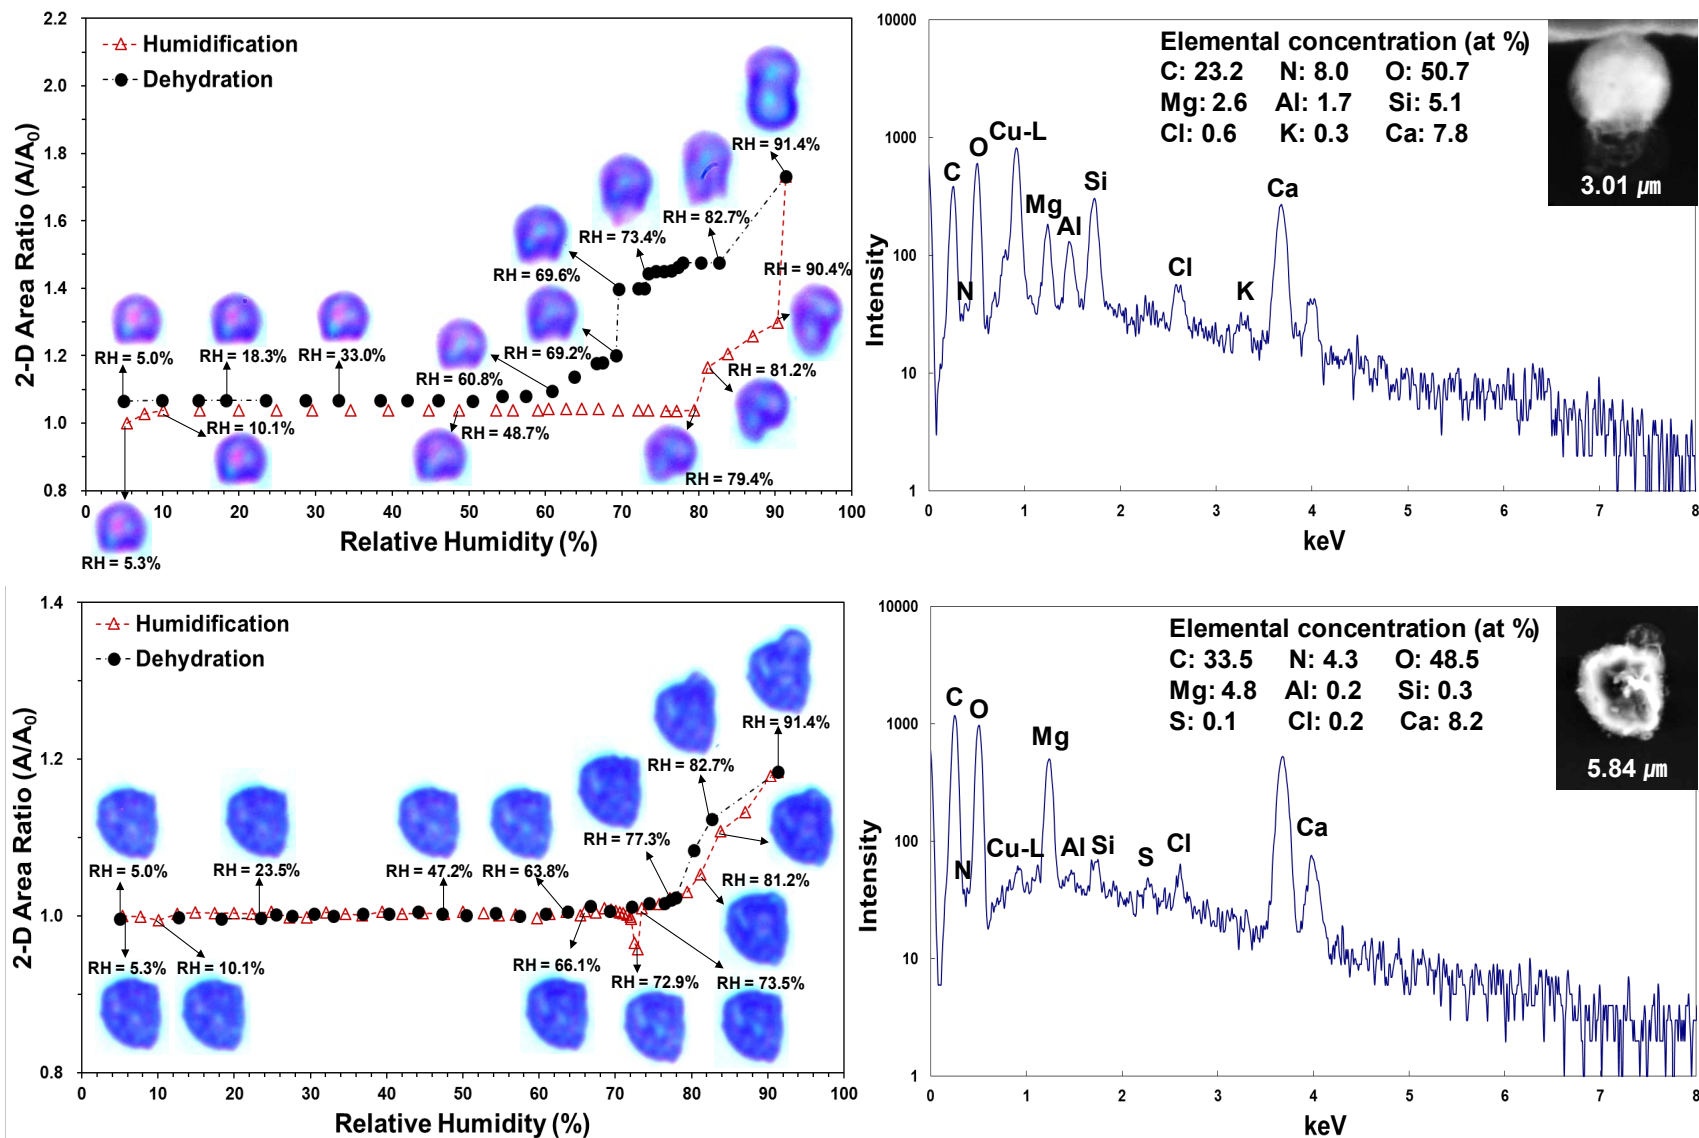 2.2
2.0
1.8
1.6
1.4
1.2
1.0
0.8
2-D Area Ratio (A/A0)
Humidification
Dehydration
RH = 91.4%
RH = 82.7%
RH = 73.4%
RH = 69.6%
RH = 90.4%
RH = 5.0%
RH = 18.3%
RH = 33.0%
RH = 69.2%
RH = 60.8%
RH = 81.2%
RH = 10.1%
RH = 48.7%
RH = 79.4%
0 10 20 30 40 50 60 70 80 90 100
Relative Humidity (%)
RH = 5.3%
10000
1000
100
10
1
Intensity
Elemental concentration (at %)
C: 23.2 N: 8.0 O: 50.7
Mg: 2.6 Al: 1.7 Si: 5.1
Cl: 0.6 K: 0.3 Ca: 7.8
3.01 μm
C
N
O
Cu-L
Mg
Al
Si
Cl
K
Ca
0 1 2 3 4 5 6 7 8
keV
1.4
1.2
1.0
0.8
2-D Area Ratio (A/A0)
Humidification
Dehydration
RH = 91.4%
RH = 82.7%
RH = 77.3%
RH = 5.0%
RH = 23.5%
RH = 47.2%
RH = 63.8%
RH = 81.2%
RH = 5.3%
RH = 10.1%
RH = 66.1%
RH = 72.9%
RH = 73.5%
0 10 20 30 40 50 60 70 80 90 100
Relative Humidity (%)
10000
1000
100
10
1
Intensity
Elemental concentration (at %)
C: 33.5 N: 4.3 O: 48.5
Mg: 4.8 Al: 0.2 Si: 0.3
S: 0.1 Cl: 0.2 Ca: 8.2
5.84 μm
C
N
O
Cu-L
Mg
Al
Si
S
Cl
Ca
0 1 2 3 4 5 6 7 8
keV